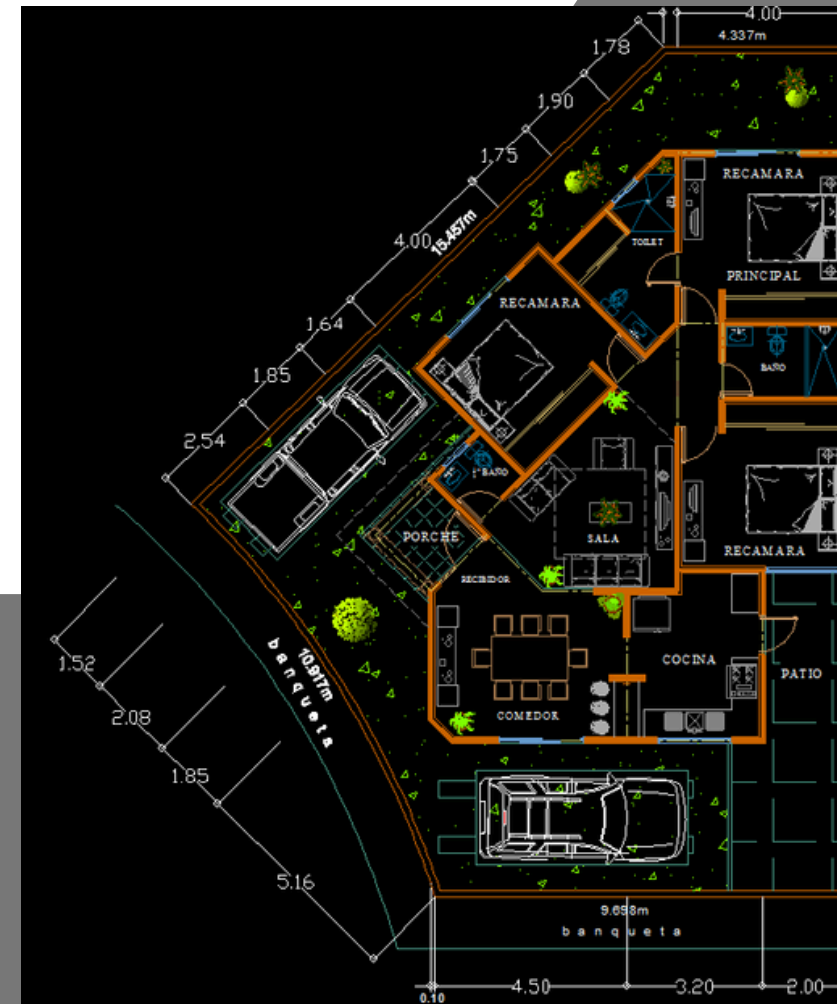 4.00
4.337m
1.78
1.90
1.75
4.00
15.457m
1.64
1.85
2.54
RECAMARA
PRINCIPAL
TOILET
RECAMARA
BAÑO
BAÑO
SALA
PORCHE
RECIBIDOR
RECAMARA
COCINA
PATIO
COMEDOR
10.917m
banqueta
1.52
2.08
1.85
5.16
9.698m
banqueta
0.10
4.50
3.20
2.00